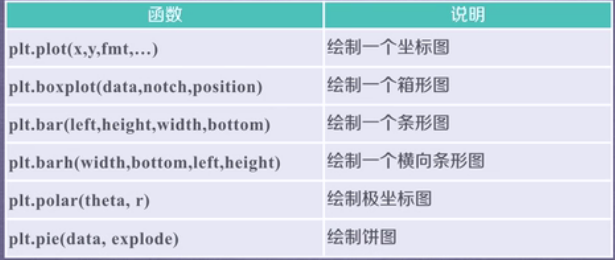 函数 说明
plt.plot(x,y,fmt,…) 绘制一个坐标图
plt.boxplot(data,notch,position) 绘制一个箱形图
plt.bar(left,height,width,bottom) 绘制一个条形图
plt.barh(width,bottom,left,height) 绘制一个横向条形图
plt.polar(theta, r) 绘制极坐标图
plt.pie(data, explode) 绘制饼图